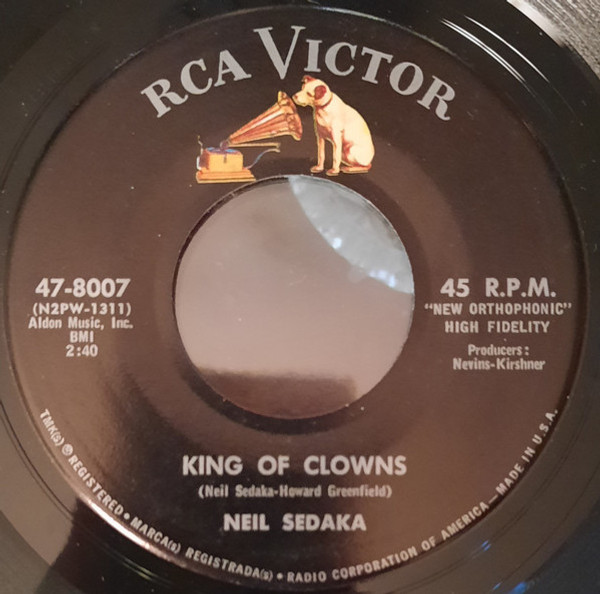 RCA VICTOR
47-8007
(N2PW-1311)
Aldon Music, Inc.
BMI
2:40
45 R.P.M.
"NEW ORTHOPHONIC"
HIGH FIDELITY
Producers:
Nevins-Kirshner
KING OF CLOWNS
(Neil Sedaka-Howard Greenfield)
NEIL SEDAKA
TMK(s) ® REGISTERED • MARCA(s) REGISTRADA(s) • RADIO CORPORATION OF AMERICA—MADE IN U.S.A.